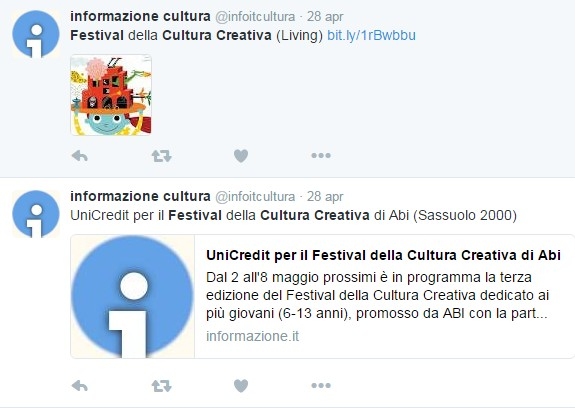 informazione cultura @infoitcultura · 28 apr
Festival della Cultura Creativa (Living) bit.ly/1rBwbbu
informazione cultura @infoitcultura · 28 apr
UniCredit per il Festival della Cultura Creativa di Abi (Sassuolo 2000)
UniCredit per il Festival della Cultura Creativa di Abi
Dal 2 all'8 maggio prossimi è in programma la terza
edizione del Festival della Cultura Creativa dedicato ai
più giovani (6-13 anni), promosso da ABI con la part...
informazione.it